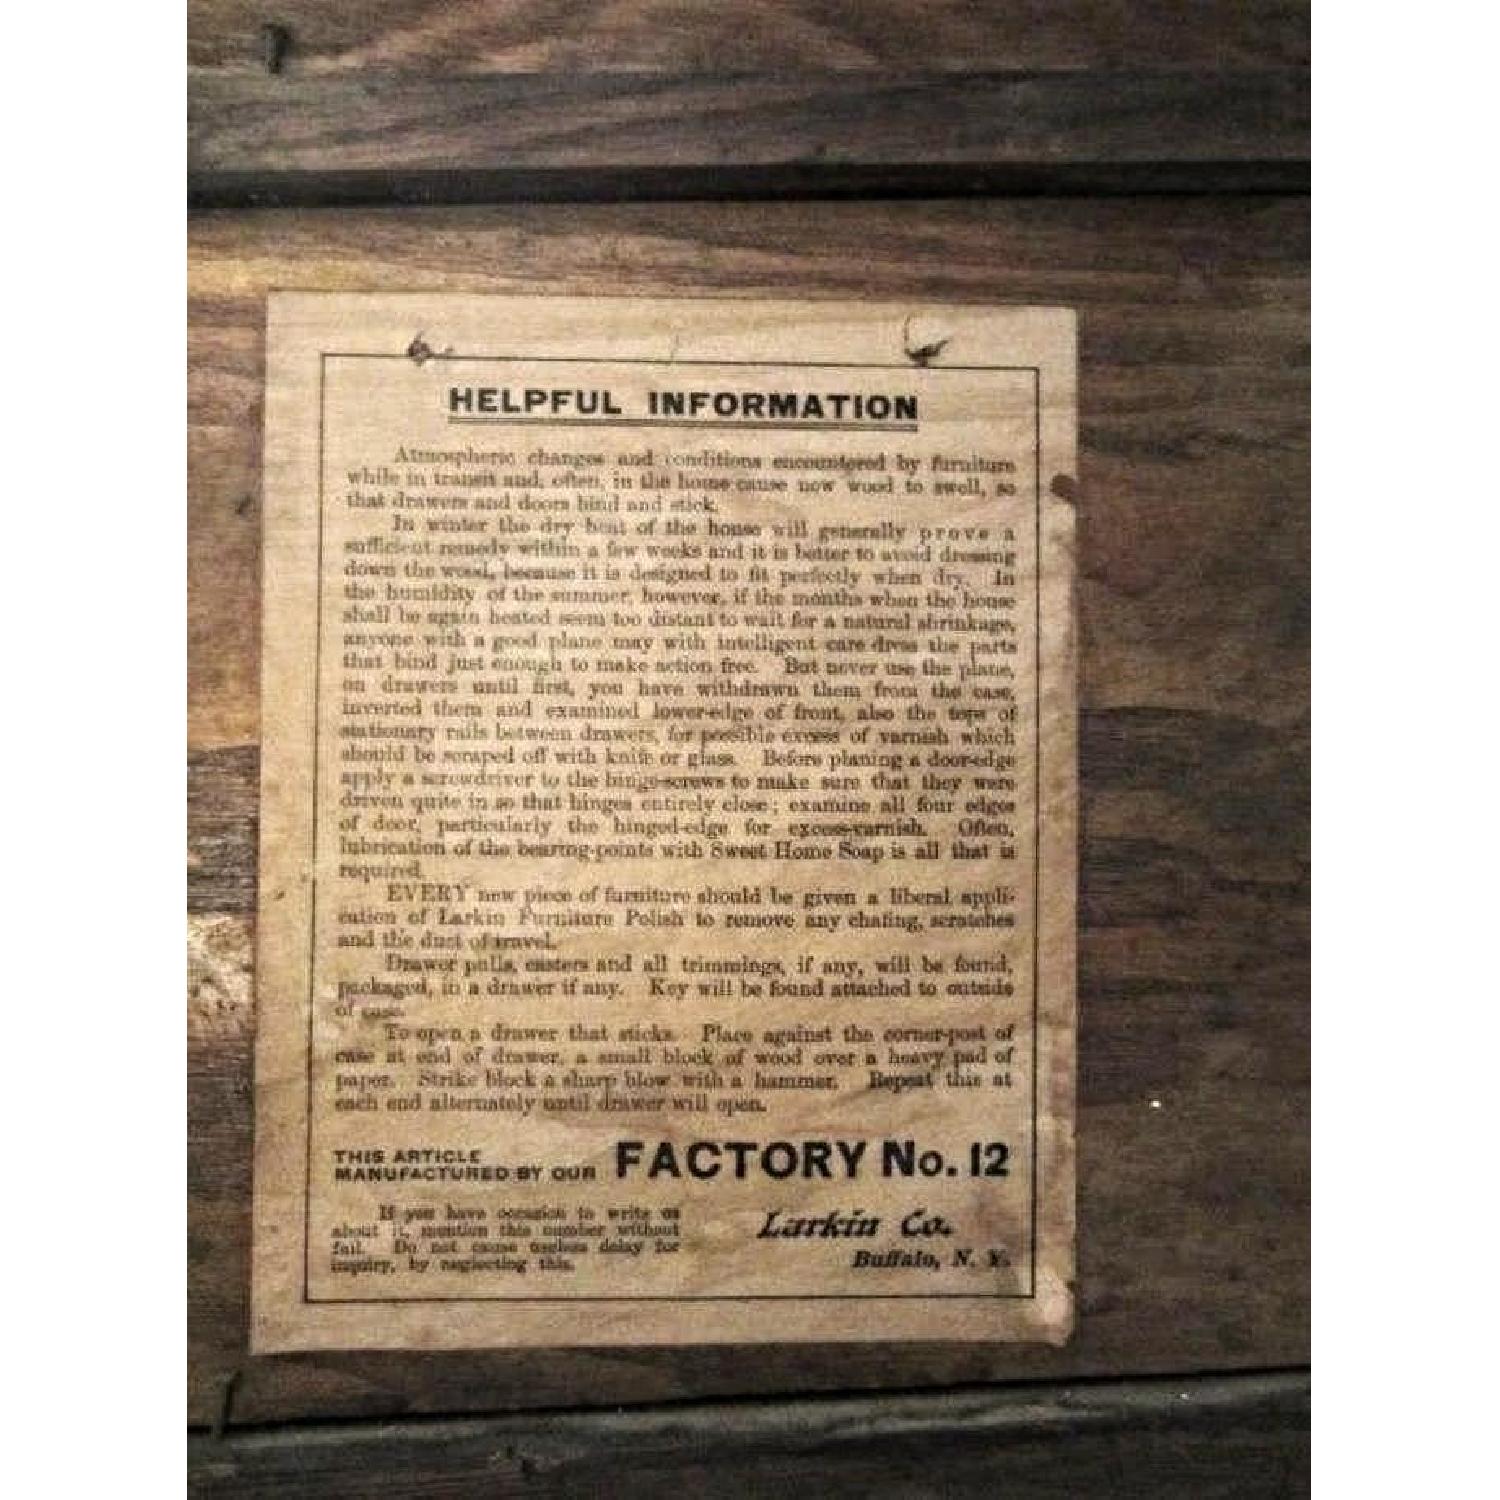 HELPFUL INFORMATION
Atmospheric changes and conditions encountered by furniture
while in transit and, often, in the home cause now wood to swell, so
that drawers and doors bind and stick.
In winter the dry heat of the house will generally prove a
sufficient remedy within a few weeks and it is better to avoid dressing
down the wood, because it is designed to fit perfectly when dry. In
the humidity of the summer, however, if the months when the house
shall be again heated seem too distant to wait for a natural shrinkage,
anyone with a good plane may with intelligent care dress the parts
that bind just enough to make action free. But never use the plane,
on drawers until first, you have withdrawn them from the case,
inverted them and examined lower-edge of front, also the tops of
stationary rails between drawers, for possible excess of varnish which
should be scraped off with knife or glass. Before planing a door-edge
apply a screwdriver to the hinge-screws to make sure that they were
driven quite in so that hinges entirely close; examine all four edges
of door, particularly the hinged-edge for excess-varnish. Often,
lubrication of the bearing-points with Sweet Home Soap is all that is
required.
EVERY new piece of furniture should be given a liberal appli-
cation of Larkin Furniture Polish to remove any chafing, scratches
and the dust of travel.
Drawer pulls, casters and all trimmings, if any, will be found,
packaged, in a drawer if any. Key will be found attached to outside
of case.
To open a drawer that sticks. Place against the corner-post of
case at end of drawer, a small block of wood over a heavy pad of
paper. Strike block a sharp blow with a hammer. Repeat this at
each end alternately until drawer will open.
THIS ARTICLE
MANUFACTURED BY OUR FACTORY No. 12
If you have occasion to write us
about it, mention this number without
fail. Do not cause useless delay for
inquiry, by neglecting this.
Larkin Co.
Buffalo, N. Y.